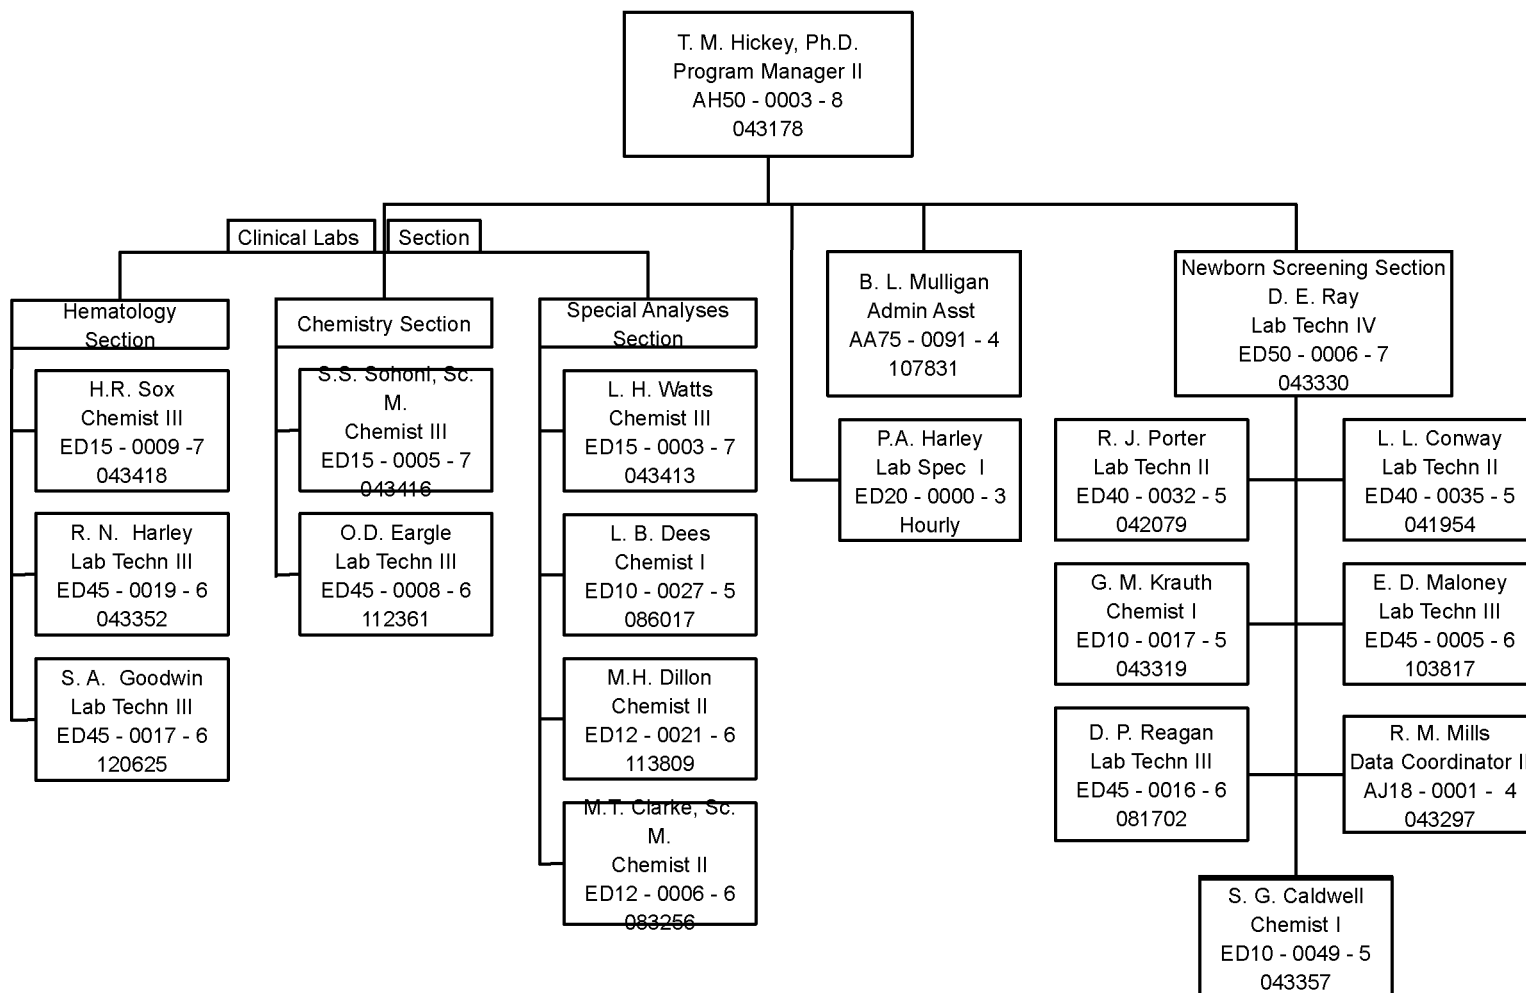 T. M. Hickey, Ph.D.
Program Manager II
AH50 - 0003 - 8
043178
Clinical Labs
Section
Hematology
Section
H.R. Sox
Chemist III
ED15 - 0009 -7
043418
R. N. Harley
Lab Techn III
ED45 - 0019 - 6
043352
S. A. Goodwin
Lab Techn III
ED45 - 0017 - 6
120625
Chemistry Section
S.S. Sohoni, Sc.
M.
Chemist III
ED15 - 0005 - 7
043416
O.D. Eargle
Lab Techn III
ED45 - 0008 - 6
112361
Special Analyses
Section
L. H. Watts
Chemist III
ED15 - 0003 - 7
043413
L. B. Dees
Chemist I
ED10 - 0027 - 5
086017
M.H. Dillon
Chemist II
ED12 - 0021 - 6
113809
M.T. Clarke, Sc.
M.
Chemist II
ED12 - 0006 - 6
083256
B. L. Mulligan
Admin Asst
AA75 - 0091 - 4
107831
P.A. Harley
Lab Spec I
ED20 - 0000 - 3
Hourly
Newborn Screening Section
D. E. Ray
Lab Techn IV
ED50 - 0006 - 7
043330
R. J. Porter
Lab Techn II
ED40 - 0032 - 5
042079
L. L. Conway
Lab Techn II
ED40 - 0035 - 5
041954
G. M. Krauth
Chemist I
ED10 - 0017 - 5
043319
E. D. Maloney
Lab Techn III
ED45 - 0005 - 6
103817
D. P. Reagan
Lab Techn III
ED45 - 0016 - 6
081702
R. M. Mills
Data Coordinator II
AJ18 - 0001 - 4
043297
S. G. Caldwell
Chemist I
ED10 - 0049 - 5
043357